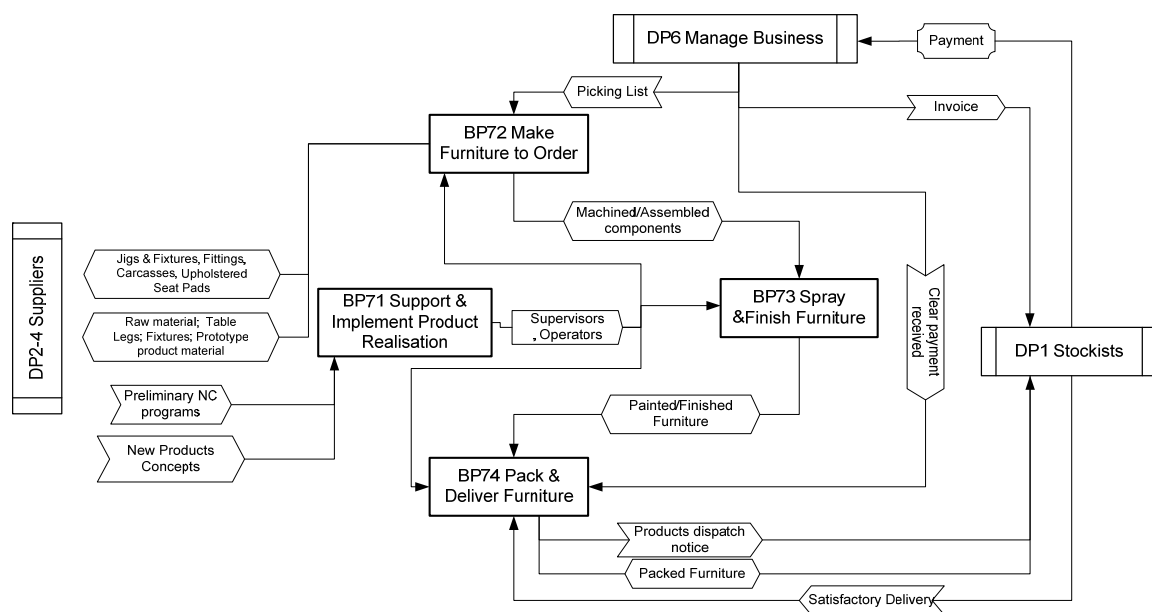 DP6 Manage Business
Payment
Picking List
Invoice
BP72 Make
Furniture to Order
Machined/Assembled
components
DP2-4 Suppliers
Jigs & Fixtures, Fittings,
Carcasses, Upholstered
Seat Pads
Raw material; Table
Legs; Fixtures; Prototype
product material
BP71 Support &
Implement Product
Realisation
Supervisors
, Operators
BP73 Spray
&Finish Furniture
Clear payment
received
DP1 Stockists
Preliminary NC
programs
New Products
Concepts
Painted/Finished
Furniture
BP74 Pack &
Deliver Furniture
Products dispatch
notice
Packed Furniture
Satisfactory Delivery